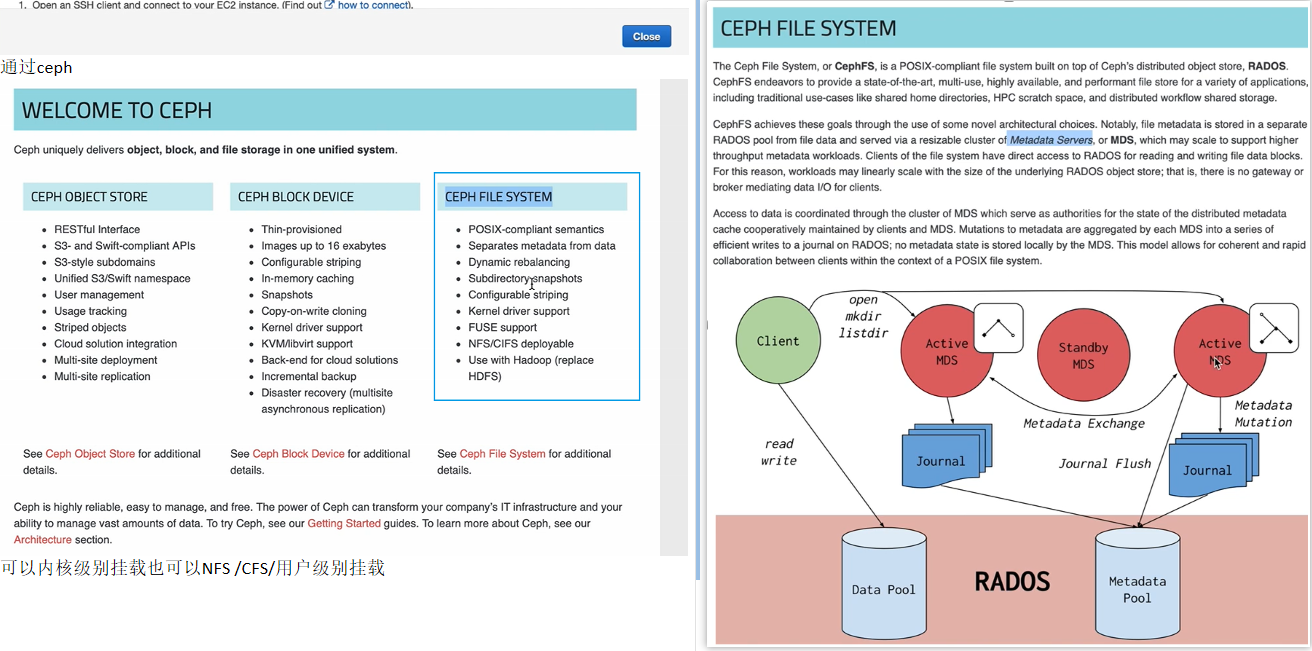 1. Open an SSH client and connect to your EC2 instance. (Find out how to connect).
Close
通过ceph
WELCOME TO CEPH
Ceph uniquely delivers object, block, and file storage in one unified system.
CEPH OBJECT STORE
RESTful Interface
S3- and Swift-compliant APIs
S3-style subdomains
Unified S3/Swift namespace
User management
Usage tracking
Striped objects
Cloud solution integration
Multi-site deployment
Multi-site replication
See Ceph Object Store for additional
details.
CEPH BLOCK DEVICE
Thin-provisioned
Images up to 16 exabytes
Configurable striping
In-memory caching
Snapshots
Copy-on-write cloning
Kernel driver support
KVM/libvirt support
Back-end for cloud solutions
Incremental backup
Disaster recovery (multisite
asynchronous replication)
See Ceph Block Device for additional
details.
CEPH FILE SYSTEM
POSIX-compliant semantics
Separates metadata from data
Dynamic rebalancing
Subdirectory snapshots
Configurable striping
Kernel driver support
FUSE support
NFS/CIFS deployable
Use with Hadoop (replace
HDFS)
See Ceph File System for additional
details.
Ceph is highly reliable, easy to manage, and free. The power of Ceph can transform your company's IT infrastructure and your
ability to manage vast amounts of data. To try Ceph, see our Getting Started guides. To learn more about Ceph, see our
Architecture section.
可以内核级别挂载也可以NFS /CFS/用户级别挂载
CEPH FILE SYSTEM
The Ceph File System, or CephFS, is a POSIX-compliant file system built on top of Ceph's distributed object store, RADOS.
CephFS endeavors to provide a state-of-the-art, multi-use, highly available, and performant file store for a variety of applications,
including traditional use-cases like shared home directories, HPC scratch space, and distributed workflow shared storage.
CephFS achieves these goals through the use of some novel architectural choices. Notably, file metadata is stored in a separate
RADOS pool from file data and served via a resizable cluster of Metadata Servers, or MDS, which may scale to support higher
throughput metadata workloads. Clients of the file system have direct access to RADOS for reading and writing file data blocks.
For this reason, workloads may linearly scale with the size of the underlying RADOS object store; that is, there is no gateway or
broker mediating data I/O for clients.
Access to data is coordinated through the cluster of MDS which serve as authorities for the state of the distributed metadata
cache cooperatively maintained by clients and MDS. Mutations to metadata are aggregated by each MDS into a series of
efficient writes to a journal on RADOS; no metadata state is stored locally by the MDS. This model allows for coherent and rapid
collaboration between clients within the context of a POSIX file system.
open
mkdir
listdir
Client
Active
MDS
Standby
MDS
Active
MDS
Metadata Exchange
Metadata
Mutation
read
write
Journal
Journal Flush
Journal
Data Pool
RADOS
Metadata
Pool